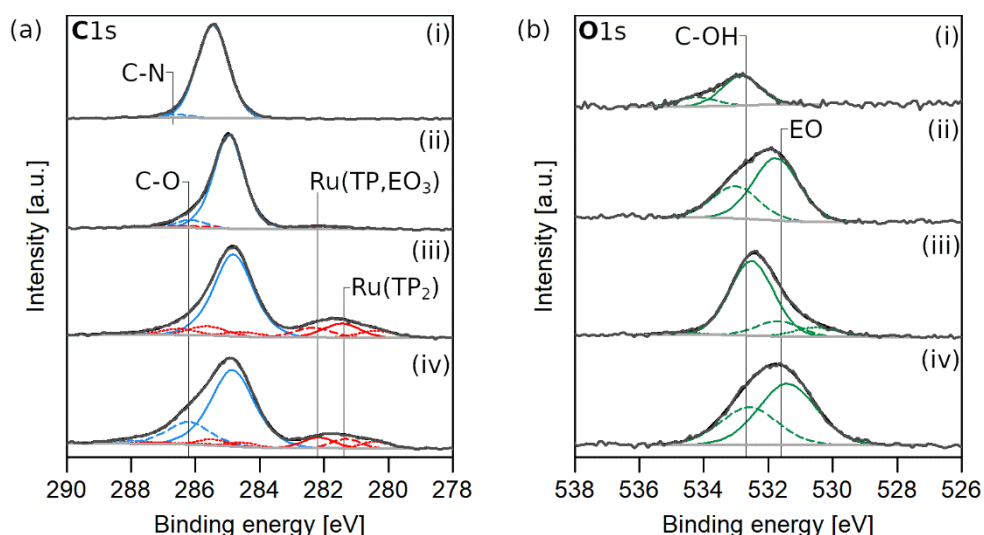 (a)
C1s
(i)
C-N
(ii)
C-O
Ru(TP,EO₃)
(iii)
Ru(TP₂)
(iv)
Intensity [a.u.]
290 288 286 284 282 280 278
Binding energy [eV]
(b)
O1s
(i)
C-OH
(ii)
EO
(iii)
(iv)
Intensity [a.u.]
538 536 534 532 530 528 526
Binding energy [eV]